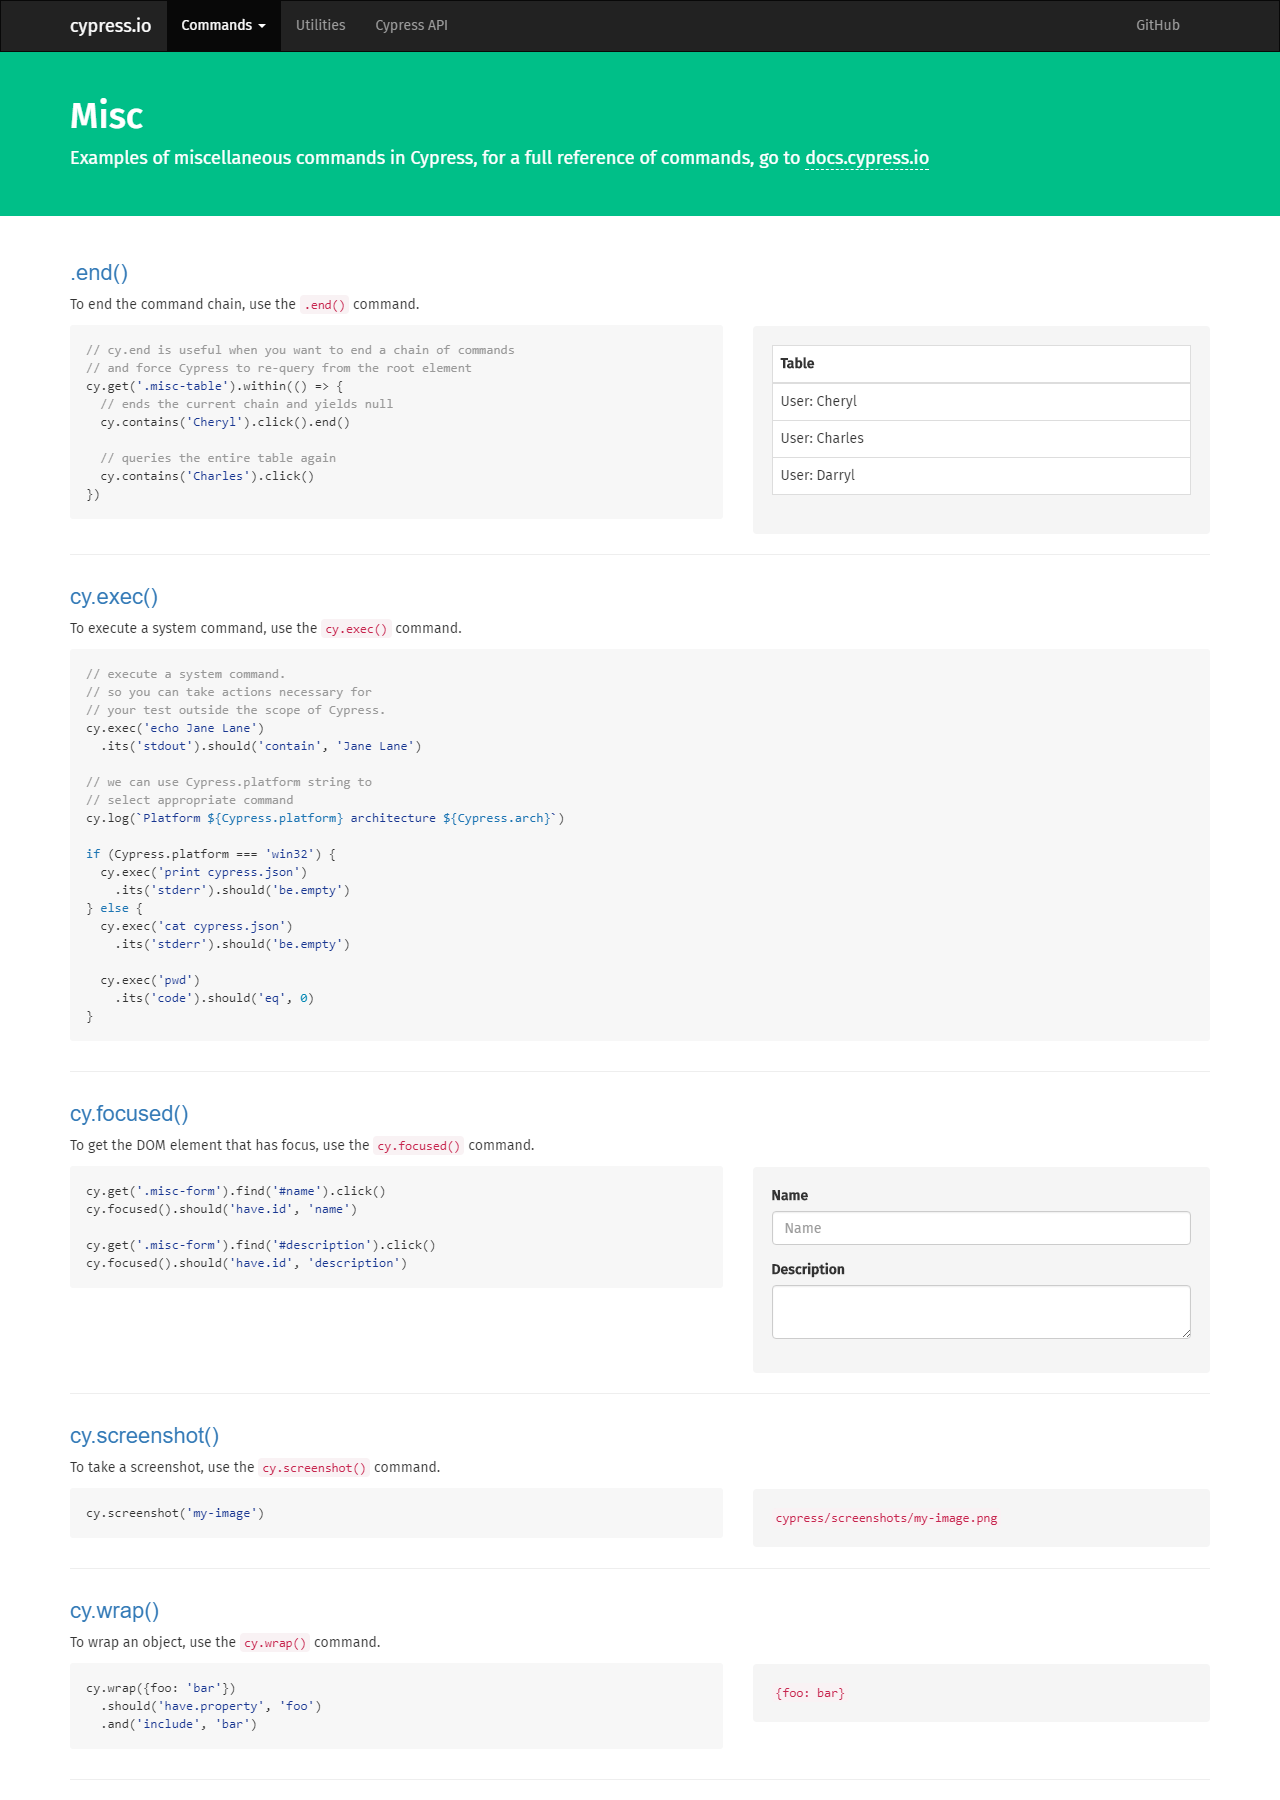 cypress.io Commands Utilities Cypress API GitHub
Misc
Examples of miscellaneous commands in Cypress, for a full reference of commands, go to docs.cypress.io
.end()
To end the command chain, use the .end() command.
// cy.end is useful when you want to end a chain of commands
// and force Cypress to re-query from the root element
cy.get('.misc-table').within(() => {
  // ends the current chain and yields null
  cy.contains('Cheryl').click().end()

  // queries the entire table again
  cy.contains('Charles').click()
})
Table
User: Cheryl
User: Charles
User: Darryl
cy.exec()
To execute a system command, use the cy.exec() command.
// execute a system command.
// so you can take actions necessary for
// your test outside the scope of Cypress.
cy.exec('echo Jane Lane')
  .its('stdout').should('contain', 'Jane Lane')

// we can use Cypress.platform string to
// select appropriate command
cy.log(`Platform ${Cypress.platform} architecture ${Cypress.arch}`)

if (Cypress.platform === 'win32') {
  cy.exec('print cypress.json')
    .its('stderr').should('be.empty')
} else {
  cy.exec('cat cypress.json')
    .its('stderr').should('be.empty')

  cy.exec('pwd')
    .its('code').should('eq', 0)
}
cy.focused()
To get the DOM element that has focus, use the cy.focused() command.
cy.get('.misc-form').find('#name').click()
cy.focused().should('have.id', 'name')

cy.get('.misc-form').find('#description').click()
cy.focused().should('have.id', 'description')
Name
Name
Description
cy.screenshot()
To take a screenshot, use the cy.screenshot() command.
cy.screenshot('my-image')
cypress/screenshots/my-image.png
cy.wrap()
To wrap an object, use the cy.wrap() command.
cy.wrap({foo: 'bar'})
  .should('have.property', 'foo')
  .and('include', 'bar')
{foo: bar}